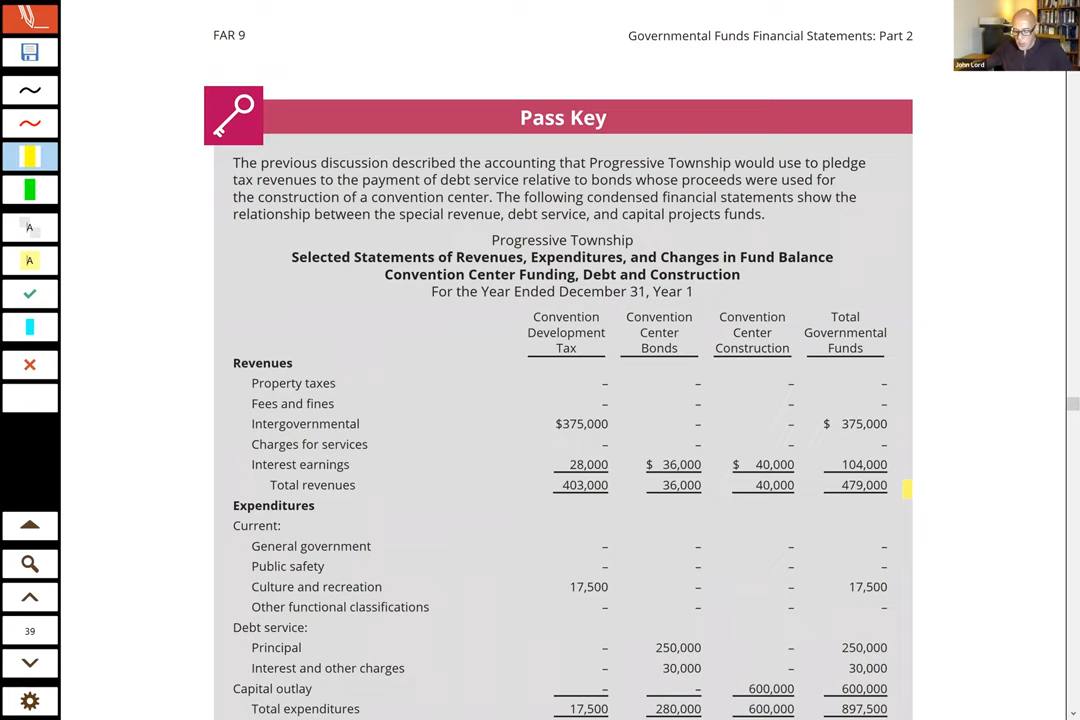 FAR 9
Governmental Funds Financial Statements: Part 2
John Lord
Pass Key
The previous discussion described the accounting that Progressive Township would use to pledge
tax revenues to the payment of debt service relative to bonds whose proceeds were used for
the construction of a convention center. The following condensed financial statements show the
relationship between the special revenue, debt service, and capital projects funds.
Progressive Township
Selected Statements of Revenues, Expenditures, and Changes in Fund Balance
Convention Center Funding, Debt and Construction
For the Year Ended December 31, Year 1
Convention Convention Convention Total
Development Center Center Governmental
Tax Bonds Construction Funds
Revenues
Property taxes – – – –
Fees and fines – – – –
Intergovernmental $375,000 – – $ 375,000
Charges for services – – – –
Interest earnings 28,000 $ 36,000 $ 40,000 104,000
Total revenues 403,000 36,000 40,000 479,000
Expenditures
Current:
General government – – – –
Public safety – – – –
Culture and recreation 17,500 – – 17,500
Other functional classifications – – – –
Debt service:
Principal – 250,000 – 250,000
Interest and other charges – 30,000 – 30,000
Capital outlay – – 600,000 600,000
Total expenditures 17,500 280,000 600,000 897,500
A
A
39